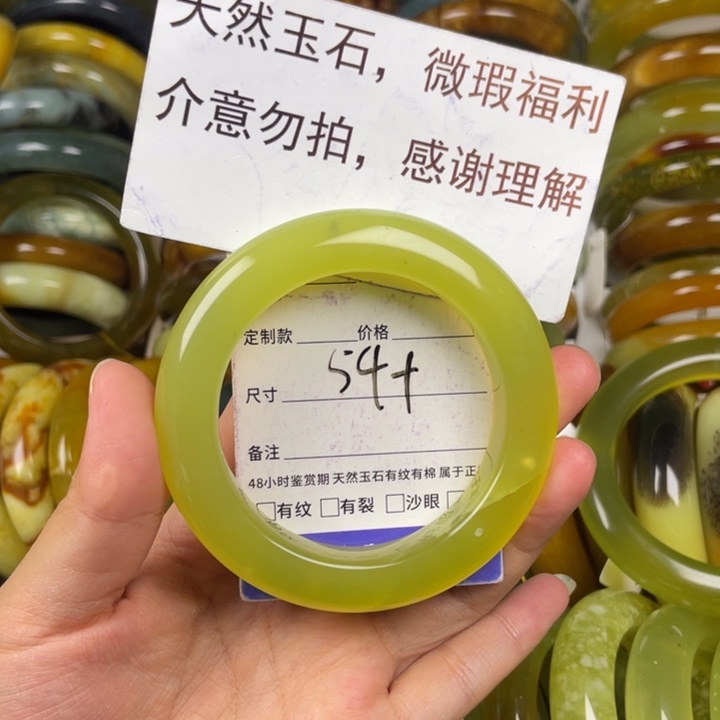 天然玉石，微瑕福利
介意勿拍，感谢理解
定制款 价格
尺寸 54+
备注
48小时鉴赏期 天然玉石有纹有棉 属于正
□有纹 □有裂 □沙眼 □